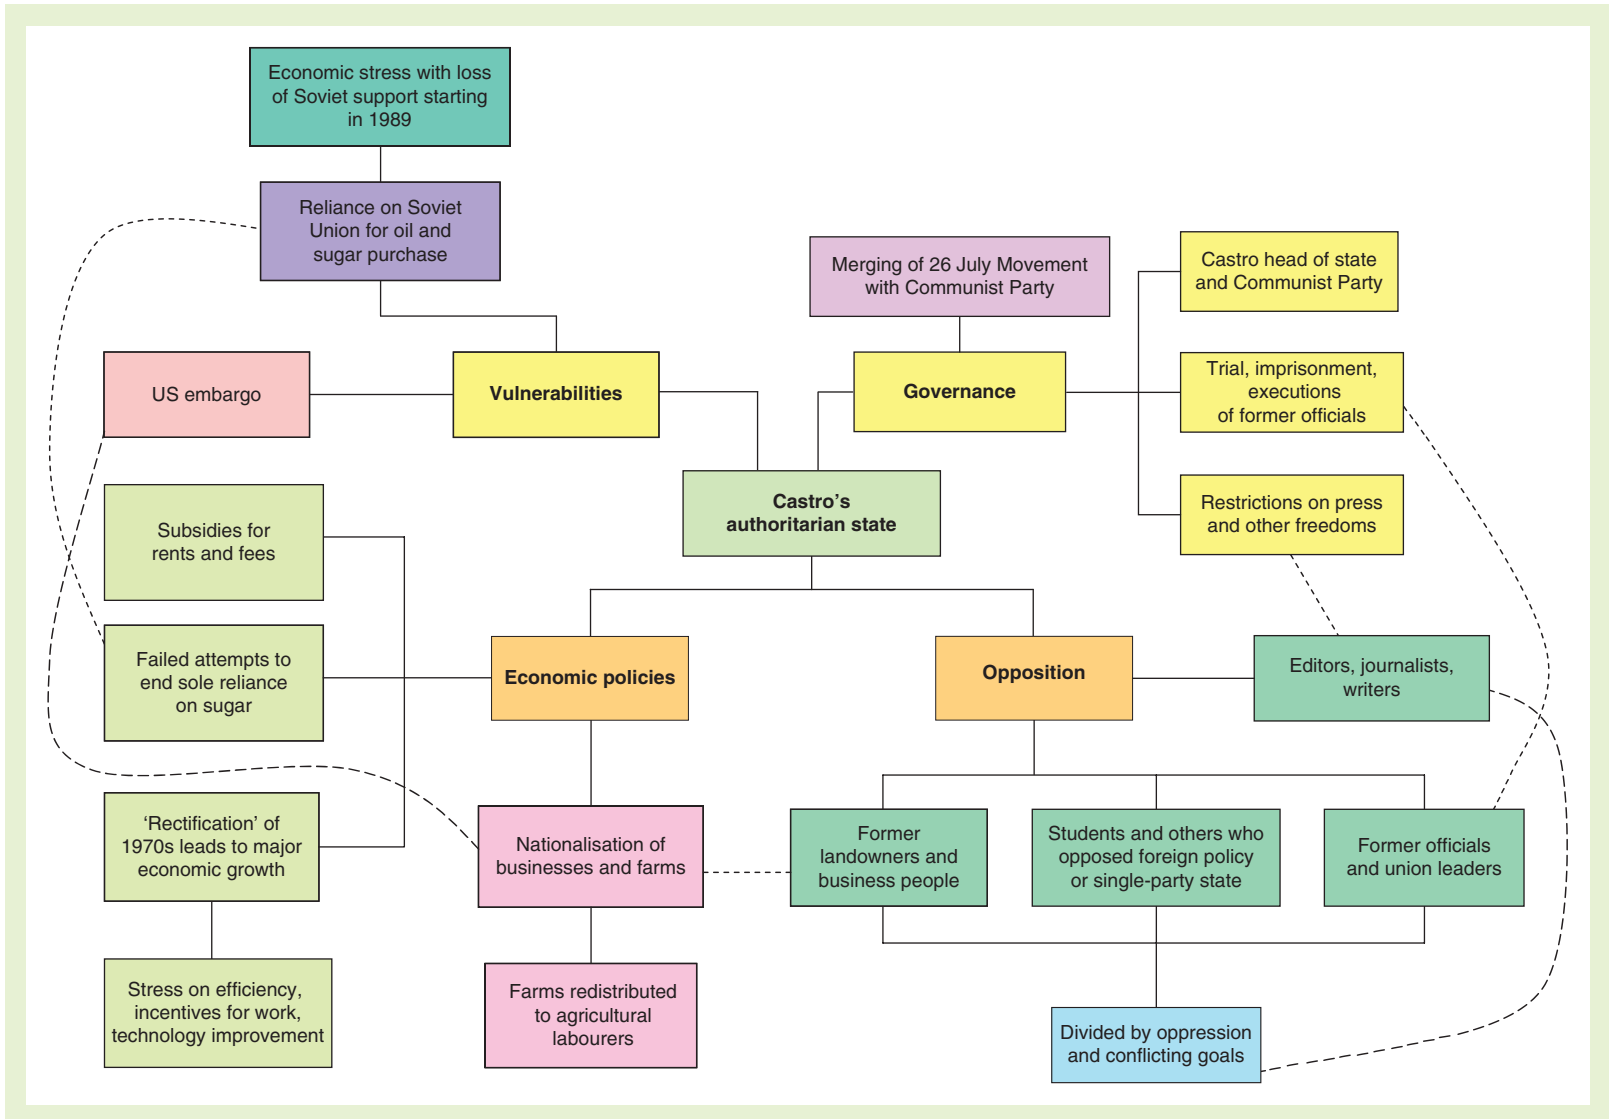 Economic stress with loss
of Soviet support starting
in 1989
Reliance on Soviet
Union for oil and
sugar purchase
Merging of 26 July Movement
with Communist Party
Castro head of state
and Communist Party
US embargo
Vulnerabilities
Governance
Trial, imprisonment,
executions
of former officials
Castro’s
authoritarian state
Subsidies for
rents and fees
Restrictions on press
and other freedoms
Failed attempts to
end sole reliance
on sugar
Economic policies
Opposition
Editors, journalists,
writers
‘Rectification’ of
1970s leads to major
economic growth
Nationalisation of
businesses and farms
Former
landowners and
business people
Students and others who
opposed foreign policy
or single-party state
Former officials
and union leaders
Stress on efficiency,
incentives for work,
technology improvement
Farms redistributed
to agricultural
labourers
Divided by oppression
and conflicting goals